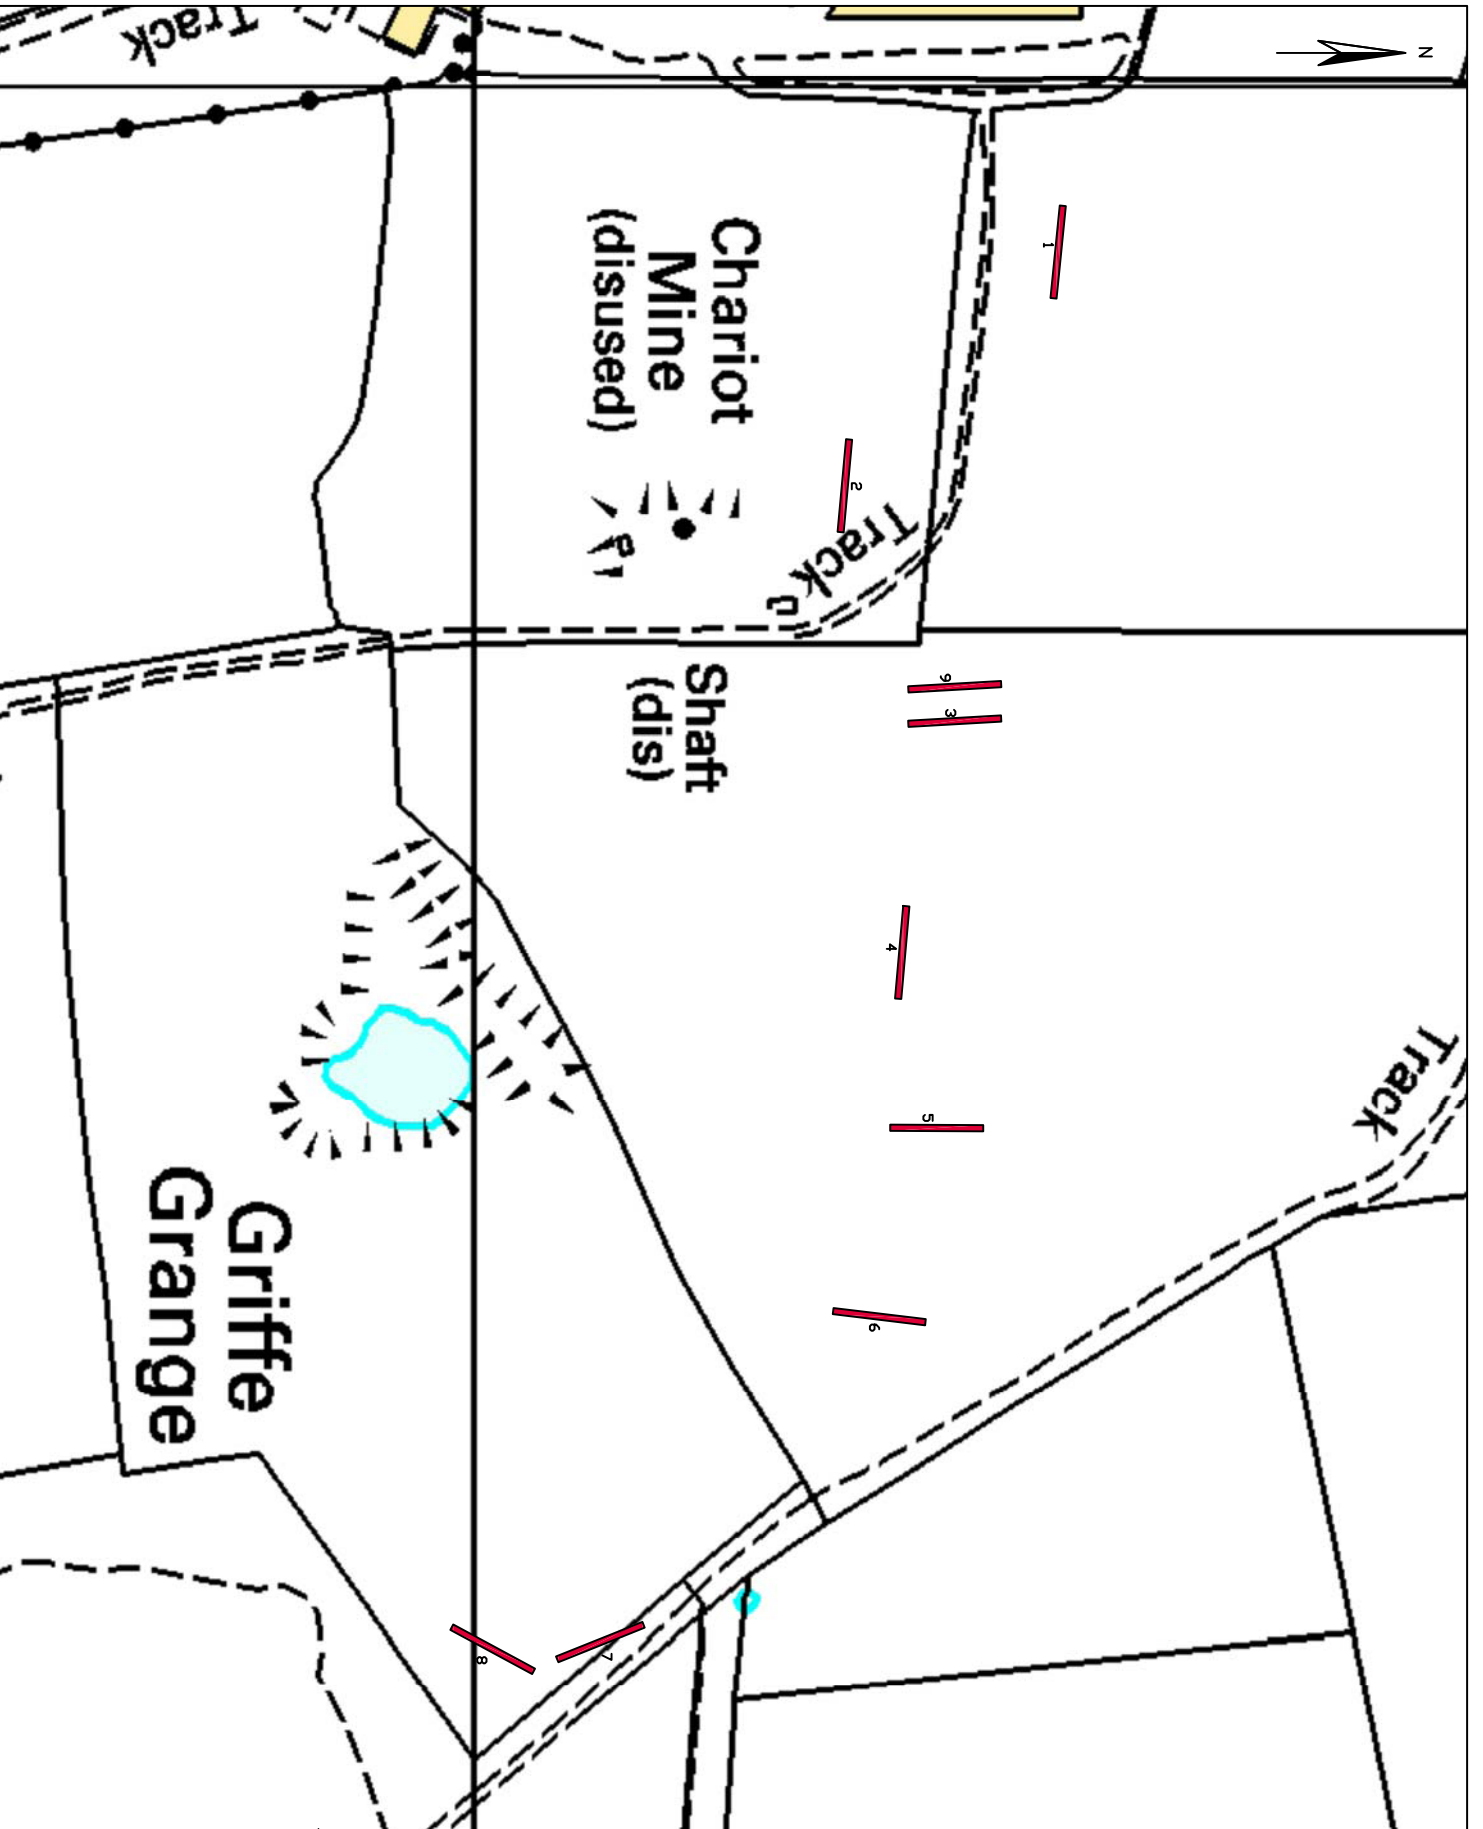 Track
N
1
Chariot
Mine
(disused)
2
Track
9
3
Shaft
(dis)
4
Track
5
Griffe
Grange
6
7
8